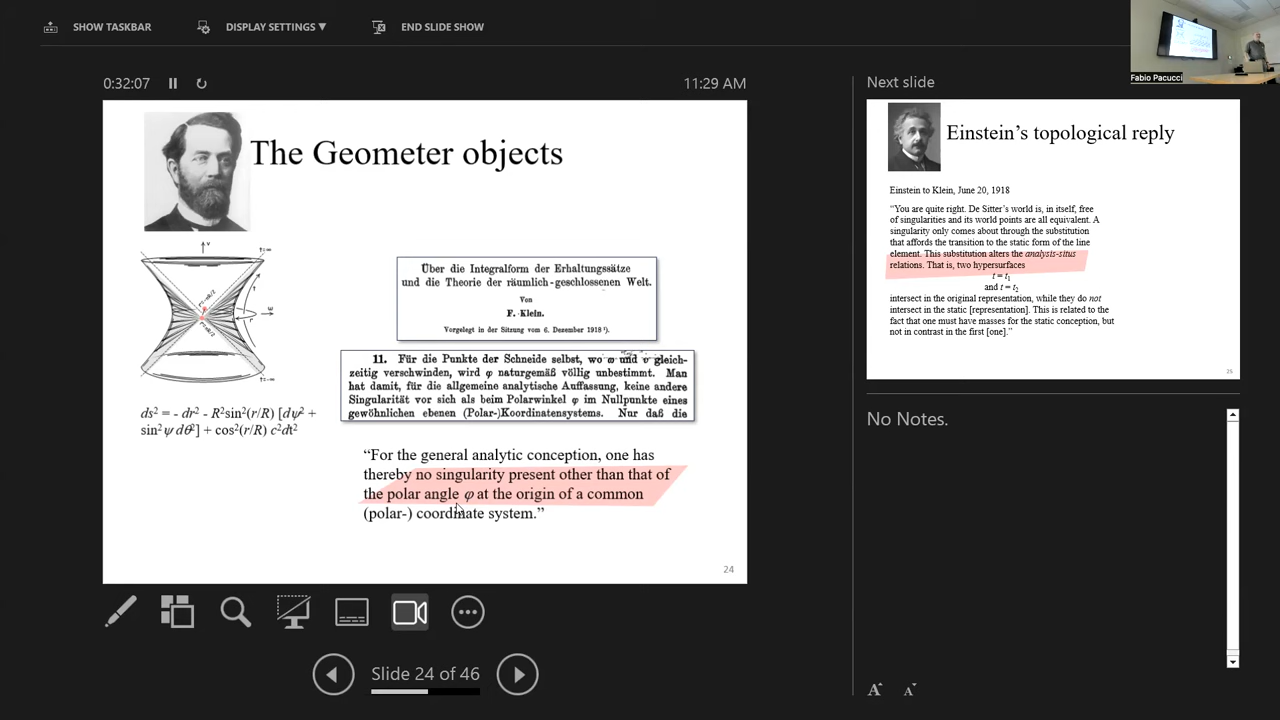 SHOW TASKBAR
DISPLAY SETTINGS ▼
END SLIDE SHOW
Fabio Pacucci
0:32:07
11:29 AM
The Geometer objects
Über die Integralform der Erhaltungssätze
und die Theorie der räumlich-geschlossenen Welt.
Von
F. Klein.
Vorgelegt in der Sitzung vom 6. Dezember 1918 ¹).
11. Für die Punkte der Schneide selbst, wo ω und υ gleich-
zeitig verschwinden, wird φ naturgemäß völlig unbestimmt. Man
hat damit, für die allgemeine analytische Auffassung, keine andere
Singularität vor sich als beim Polarwinkel φ im Nullpunkte eines
gewöhnlichen ebenen (Polar-)Koordinatensystems. Nur daß die
ds² = - dr² - R²sin²(r/R) [dψ² +
sin²ψ dθ²] + cos²(r/R) c²dt²
“For the general analytic conception, one has
thereby no singularity present other than that of
the polar angle φ at the origin of a common
(polar-) coordinate system.”
24
Slide 24 of 46
Next slide
Einstein’s topological reply
Einstein to Klein, June 20, 1918
“You are quite right. De Sitter’s world is, in itself, free
of singularities and its world points are all equivalent. A
singularity only comes about through the substitution
that affords the transition to the static form of the line
element. This substitution alters the analysis-situs
relations. That is, two hypersurfaces
t = t₁
and t = t₂
intersect in the original representation, while they do not
intersect in the static [representation]. This is related to the
fact that one must have masses for the static conception, but
not in contrast in the first [one].”
25
No Notes.
A A